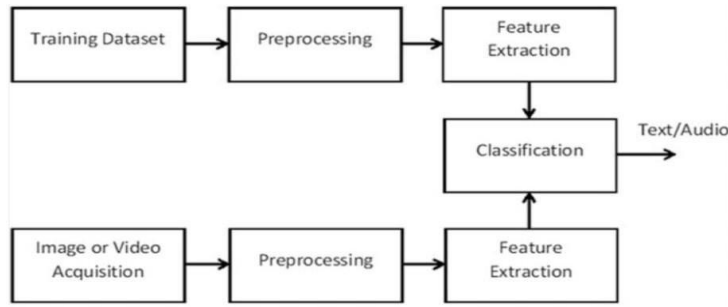 Training Dataset
Preprocessing
Feature
Extraction
Classification
Text/Audio
Image or Video
Acquisition
Preprocessing
Feature
Extraction